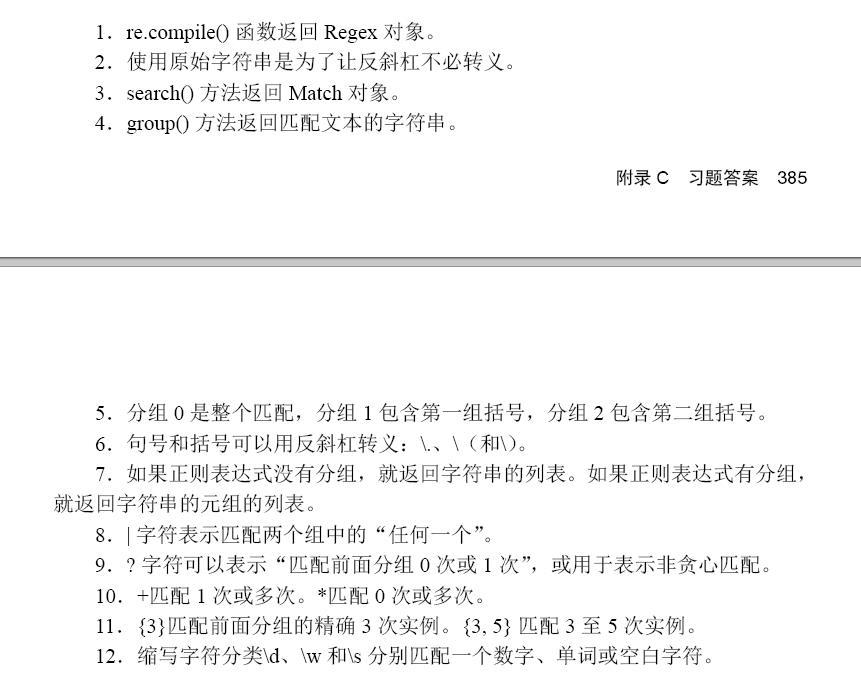 1．re.compile() 函数返回 Regex 对象。
2．使用原始字符串是为了让反斜杠不必转义。
3．search() 方法返回 Match 对象。
4．group() 方法返回匹配文本的字符串。
附录 C 习题答案 385
5．分组 0 是整个匹配，分组 1 包含第一组括号，分组 2 包含第二组括号。
6．句号和括号可以用反斜杠转义：\.、\（和\)。
7．如果正则表达式没有分组，就返回字符串的列表。如果正则表达式有分组，
就返回字符串的元组的列表。
8．| 字符表示匹配两个组中的“任何一个”。
9．? 字符可以表示“匹配前面分组 0 次或 1 次”，或用于表示非贪心匹配。
10．+匹配 1 次或多次。*匹配 0 次或多次。
11．{3}匹配前面分组的精确 3 次实例。{3, 5} 匹配 3 至 5 次实例。
12．缩写字符分类\d、\w 和\s 分别匹配一个数字、单词或空白字符。